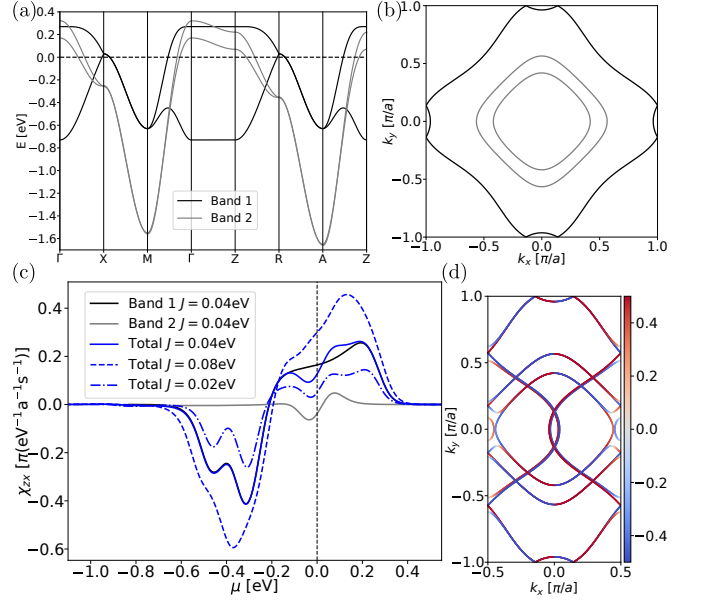 (a)
0.4
0.2
0.0
−0.2
−0.4
−0.6
−0.8
−1.0
−1.2
−1.4
−1.6
E [eV]
Band 1
Band 2
Γ X M Γ Z R A Z
(b)
1.0
0.5
0.0
−0.5
−1.0
k_y [π/a]
−1.0 −0.5 0.0 0.5 1.0
k_x [π/a]
(c)
0.4
0.2
0.0
−0.2
−0.4
−0.6
χ_zx [π(eV⁻¹a⁻¹s⁻¹)]
Band 1 J = 0.04eV
Band 2 J = 0.04eV
Total J = 0.04eV
Total J = 0.08eV
Total J = 0.02eV
−1.0 −0.8 −0.6 −0.4 −0.2 0.0 0.2 0.4
μ [eV]
(d)
1.0
0.5
0.0
−0.5
−1.0
k_y [π/a]
−0.5 0.0 0.5
k_x [π/a]
0.4
0.2
0.0
−0.2
−0.4